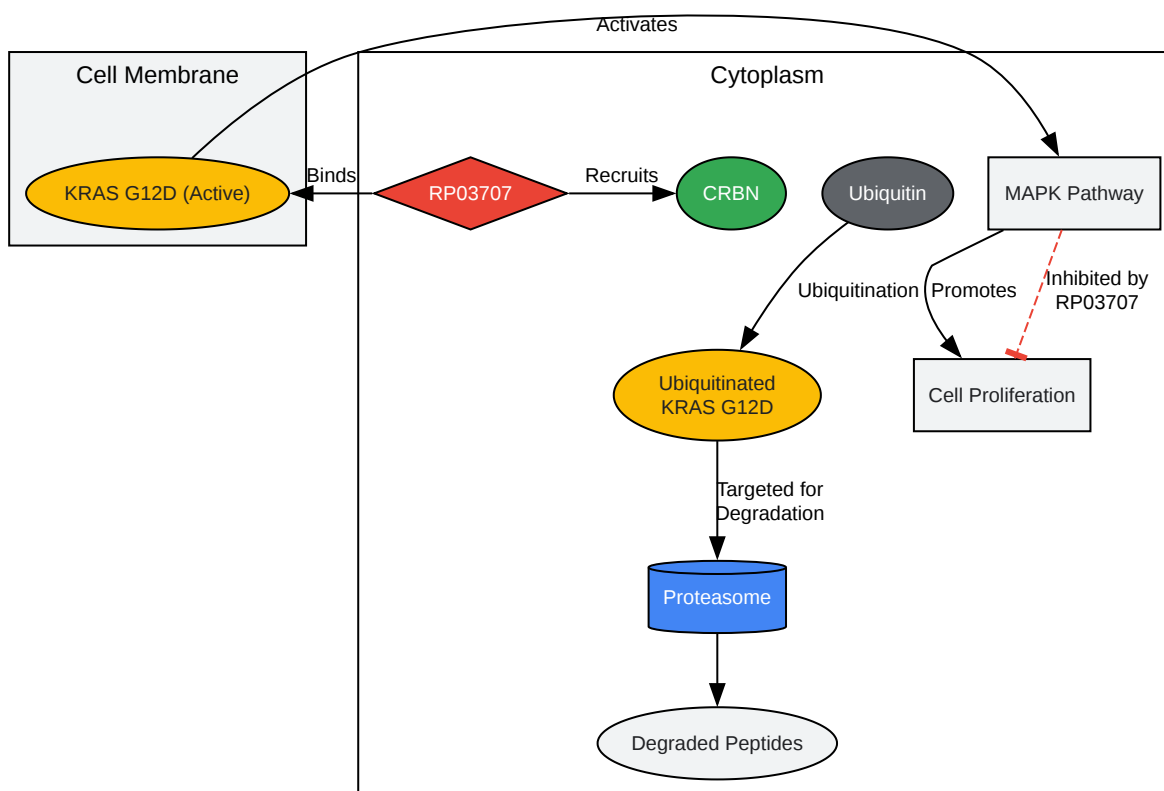 Activates
Cell Membrane
Cytoplasm
KRAS G12D (Active)
Binds
RP03707
Recruits
CRBN
Ubiquitin
MAPK Pathway
Ubiquitination
Promotes
Inhibited by
RP03707
Ubiquitinated
KRAS G12D
Cell Proliferation
Targeted for
Degradation
Proteasome
Degraded Peptides